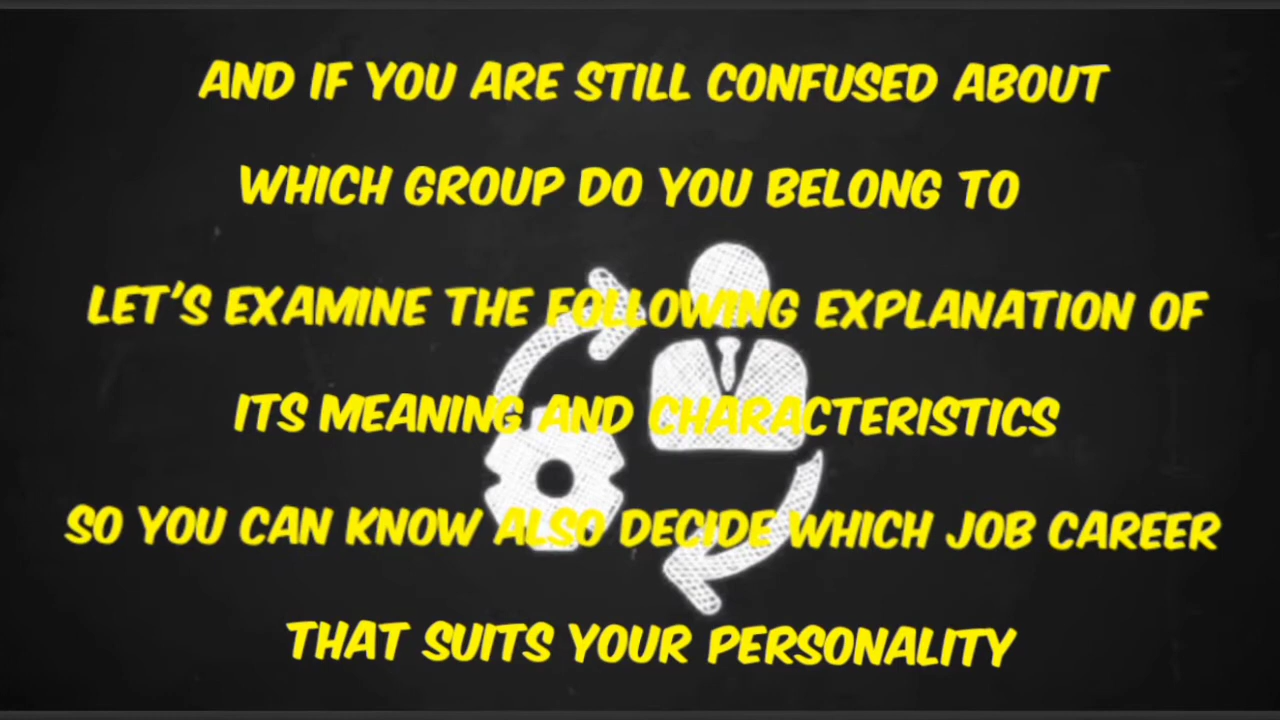 AND IF YOU ARE STILL CONFUSED ABOUT
WHICH GROUP DO YOU BELONG TO
LET'S EXAMINE THE FOLLOWING EXPLANATION OF
ITS MEANING AND CHARACTERISTICS
SO YOU CAN KNOW ALSO DECIDE WHICH JOB CAREER
THAT SUITS YOUR PERSONALITY